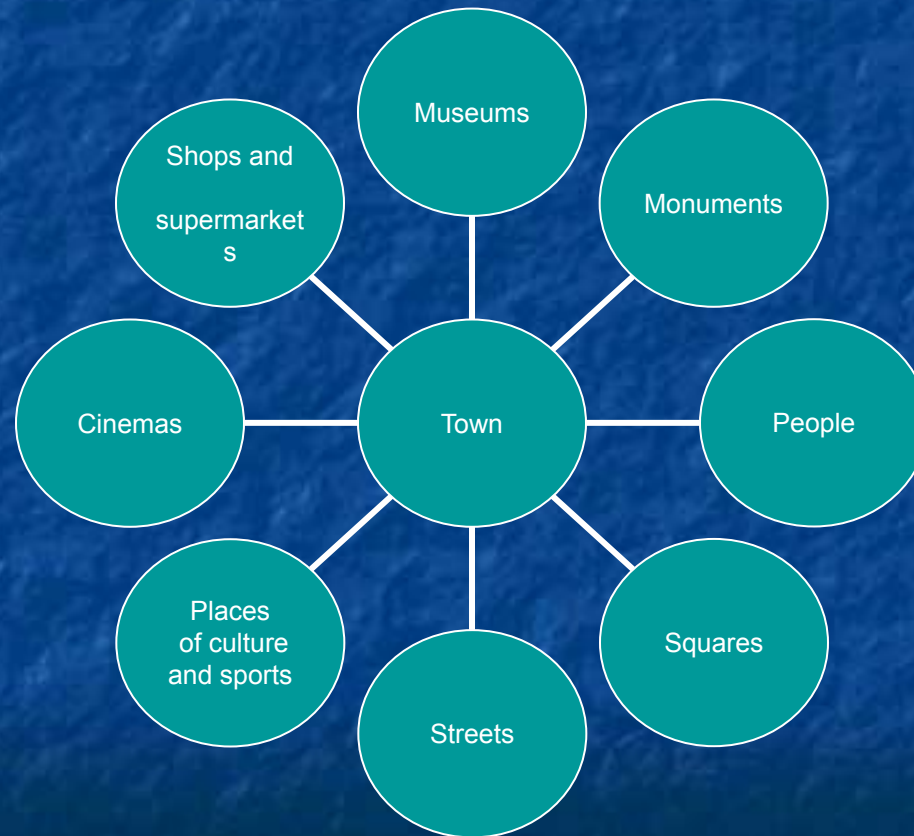 Museums
Shops and
supermarket
s
Monuments
Cinemas
Town
People
Places
of culture
and sports
Squares
Streets